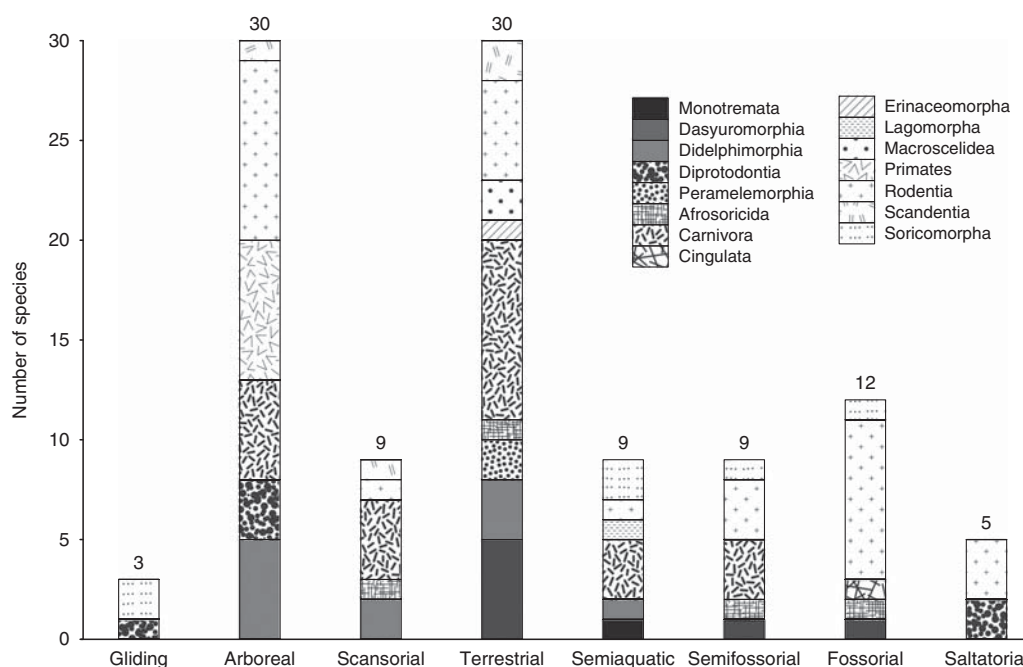 Number of species
30
25
20
15
10
5
0
3
30
9
30
9
9
12
5
Monotremata
Dasyuromorphia
Didelphimorphia
Diprotodontia
Peramelemorphia
Afrosoricida
Carnivora
Cingulata
Erinaceomorpha
Lagomorpha
Macroscelidea
Primates
Rodentia
Scandentia
Soricomorpha
Gliding Arboreal Scansorial Terrestrial Semiaquatic Semifossorial Fossorial Saltatorial